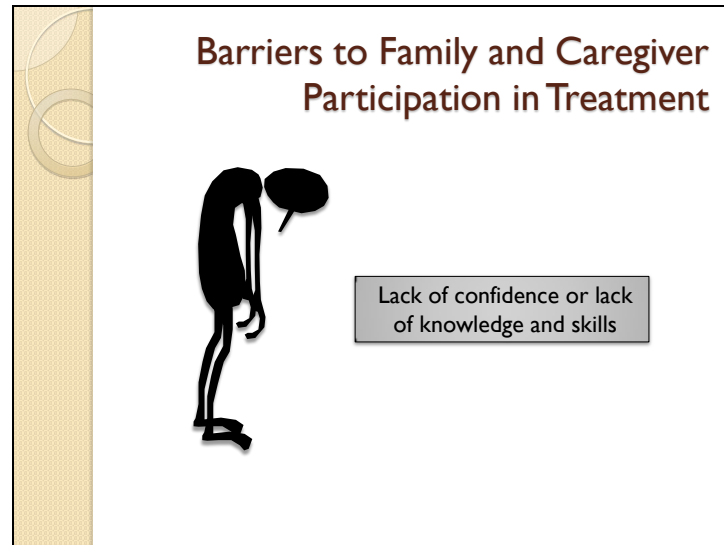 Barriers to Family and Caregiver
Participation in Treatment
Lack of confidence or lack
of knowledge and skills